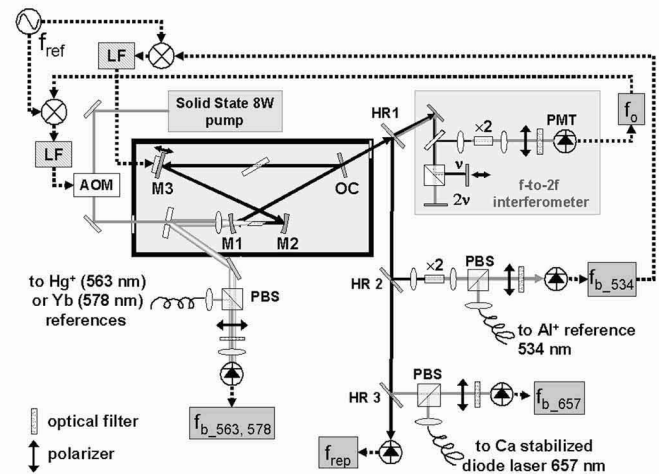 f_ref
LF
LF
AOM
Solid State 8W
pump
M3
OC
M1
M2
HR1
×2
PMT
f_o
ν
2ν
f-to-2f
interferometer
to Hg⁺ (563 nm)
or Yb (578 nm)
references
PBS
f_b_563, 578
HR 2
×2
PBS
f_b_534
to Al⁺ reference
534 nm
HR 3
PBS
f_b_657
to Ca stabilized
diode laser 657 nm
f_rep
optical filter
polarizer